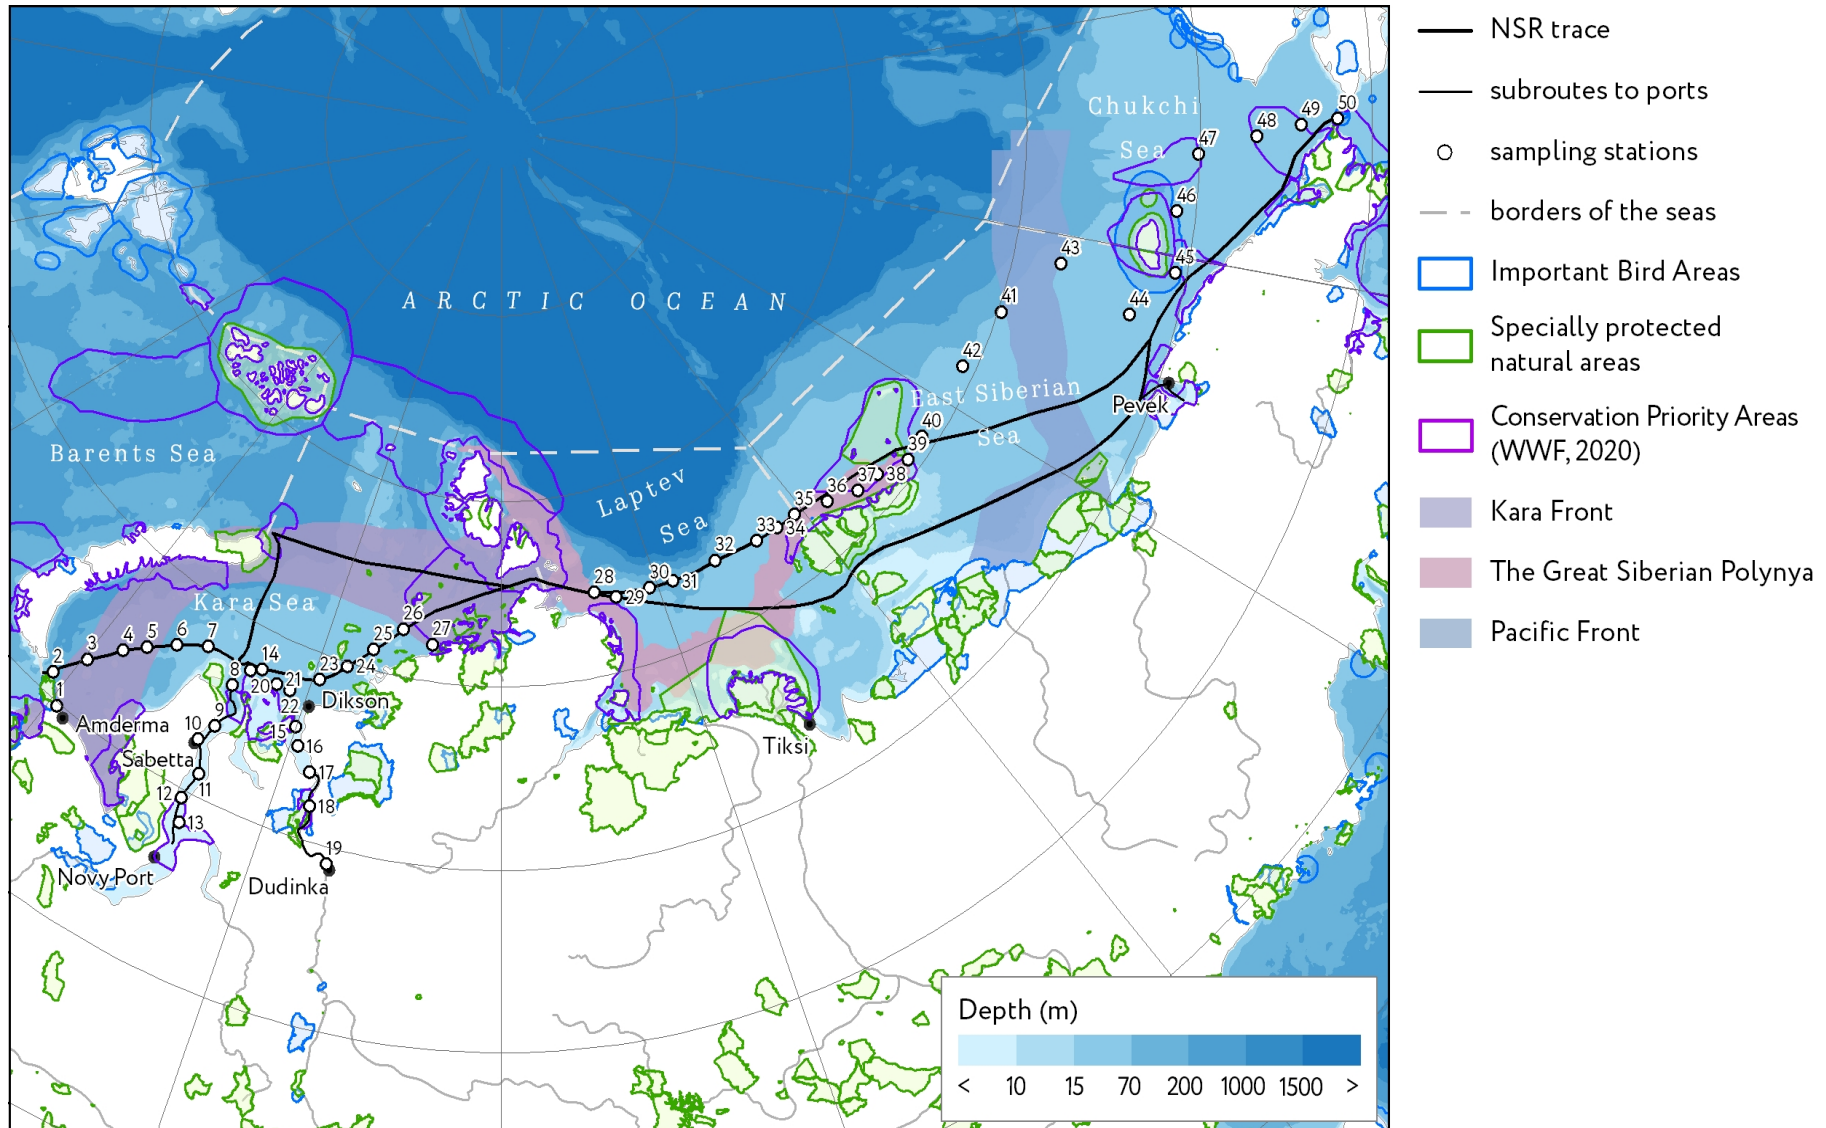 Chukchi
Sea
ARCTIC OCEAN
Barents Sea
Laptev
Sea
East Siberian
Sea
Kara Sea
Pevek
Amderma
Sabetta
Dikson
Tiksi
Novy Port
Dudinka
1
2
3
4
5
6
7
8
9
10
11
12
13
14
15
16
17
18
19
20
21
22
23
24
25
26
27
28
29
30
31
32
33
34
35
36
37
38
39
40
41
42
43
44
45
46
47
48
49
50
Depth (m)
< 10 15 70 200 1000 1500 >
NSR trace
subroutes to ports
sampling stations
borders of the seas
Important Bird Areas
Specially protected
natural areas
Conservation Priority Areas
(WWF, 2020)
Kara Front
The Great Siberian Polynya
Pacific Front